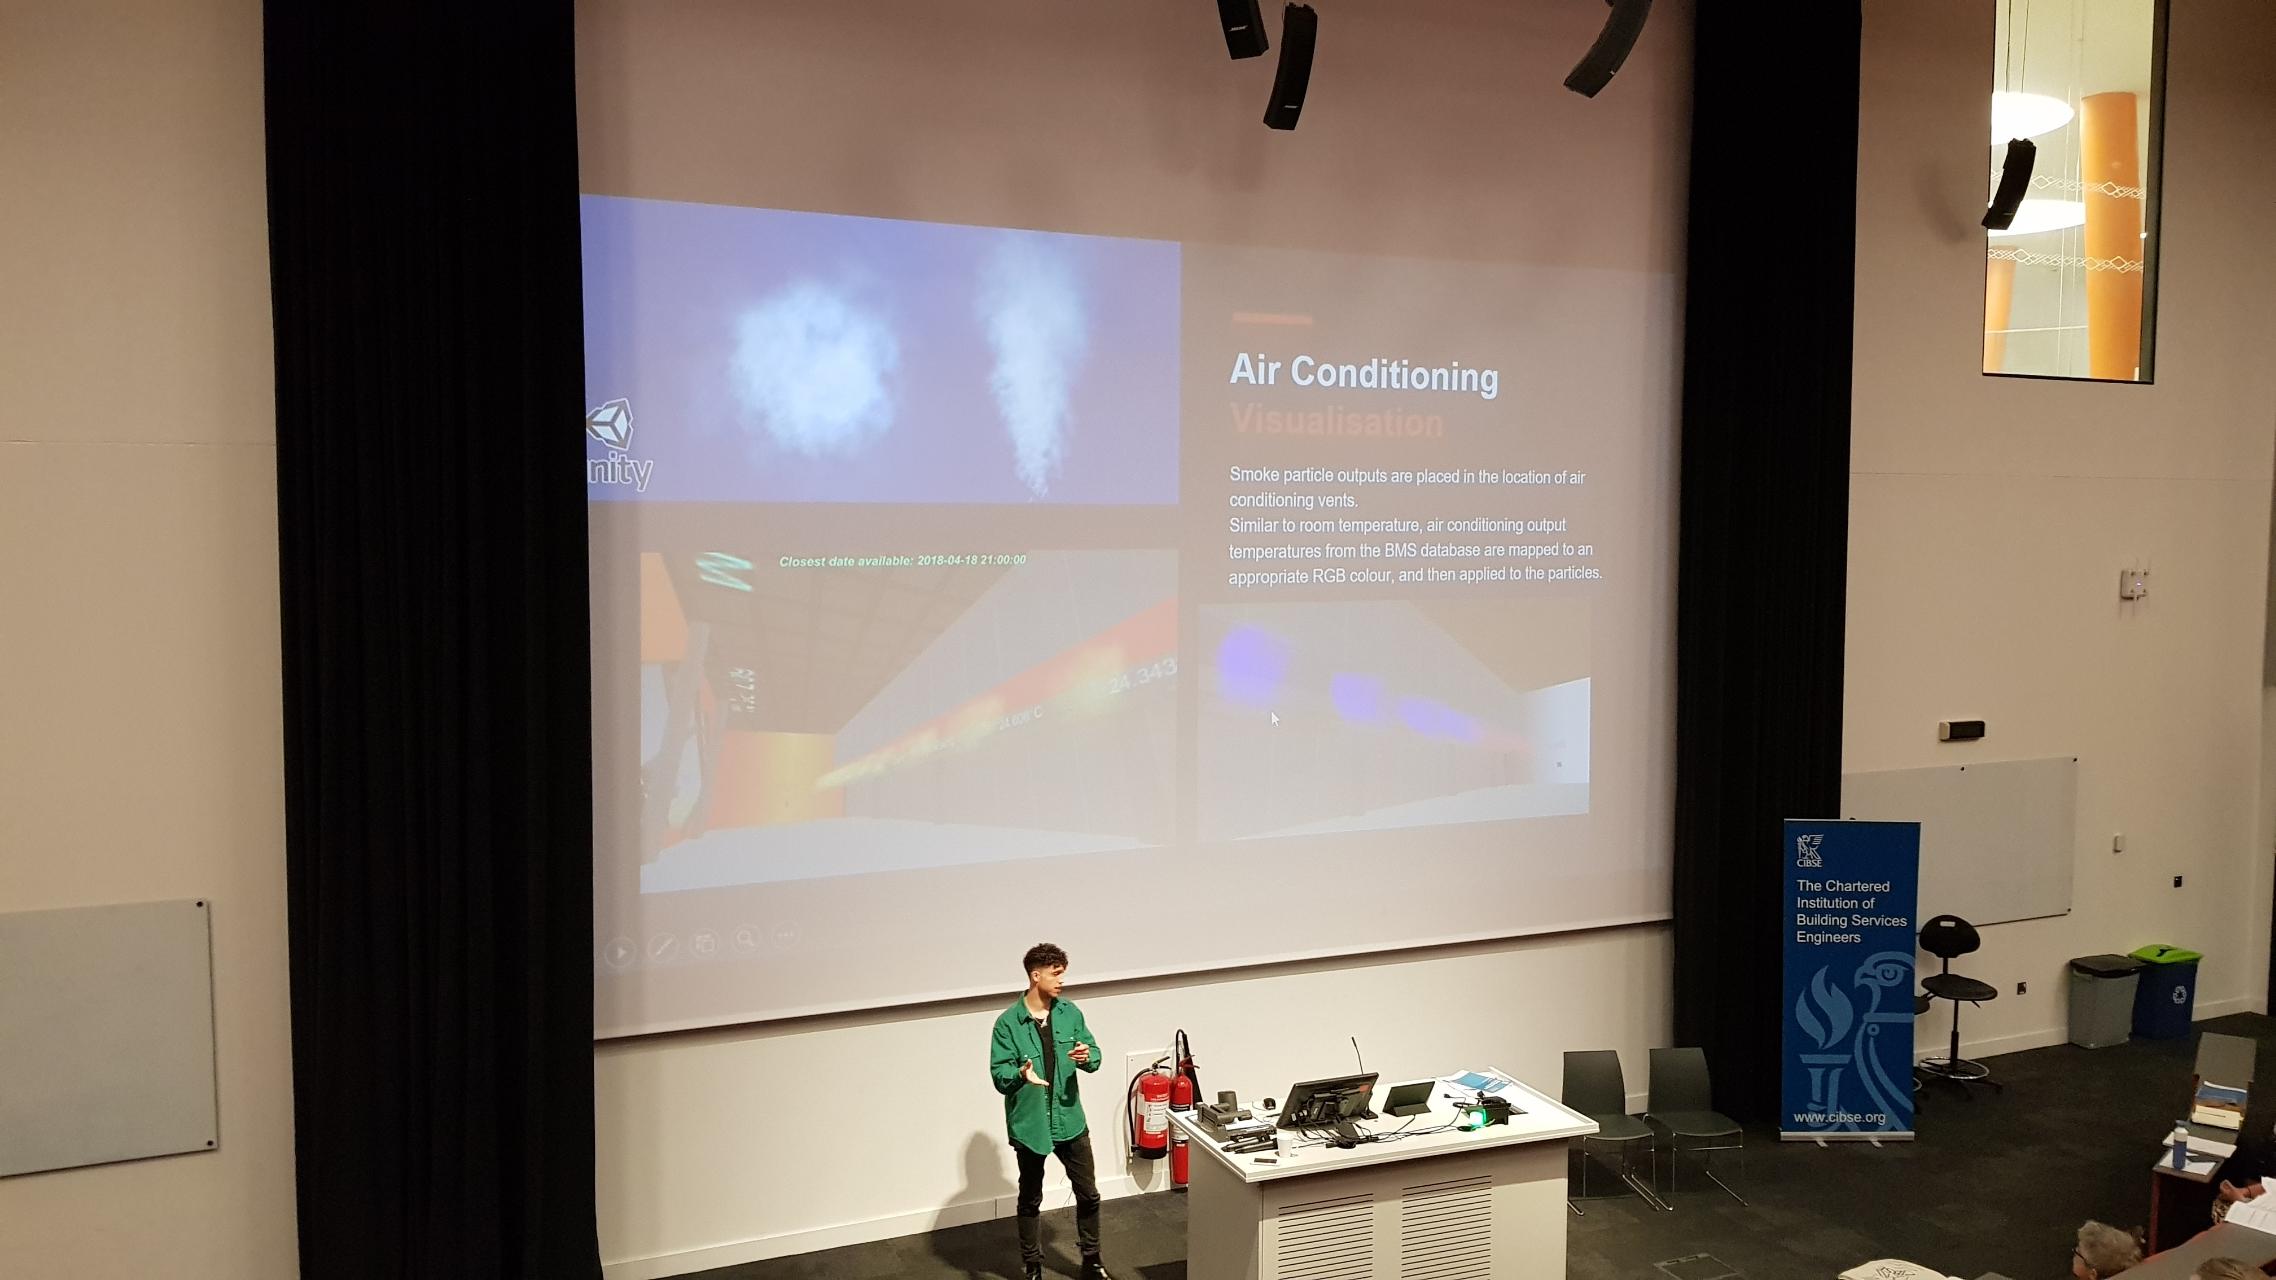 Air Conditioning
Visualisation
Smoke particle outputs are placed in the location of air
conditioning vents.
Similar to room temperature, air conditioning output
temperatures from the BMS database are mapped to an
appropriate RGB colour, and then applied to the particles.
nity
Closest date available: 2018-04-18 21:00:00
24.343
24.606°C
CIBSE
The Chartered
Institution of
Building Services
Engineers
www.cibse.org